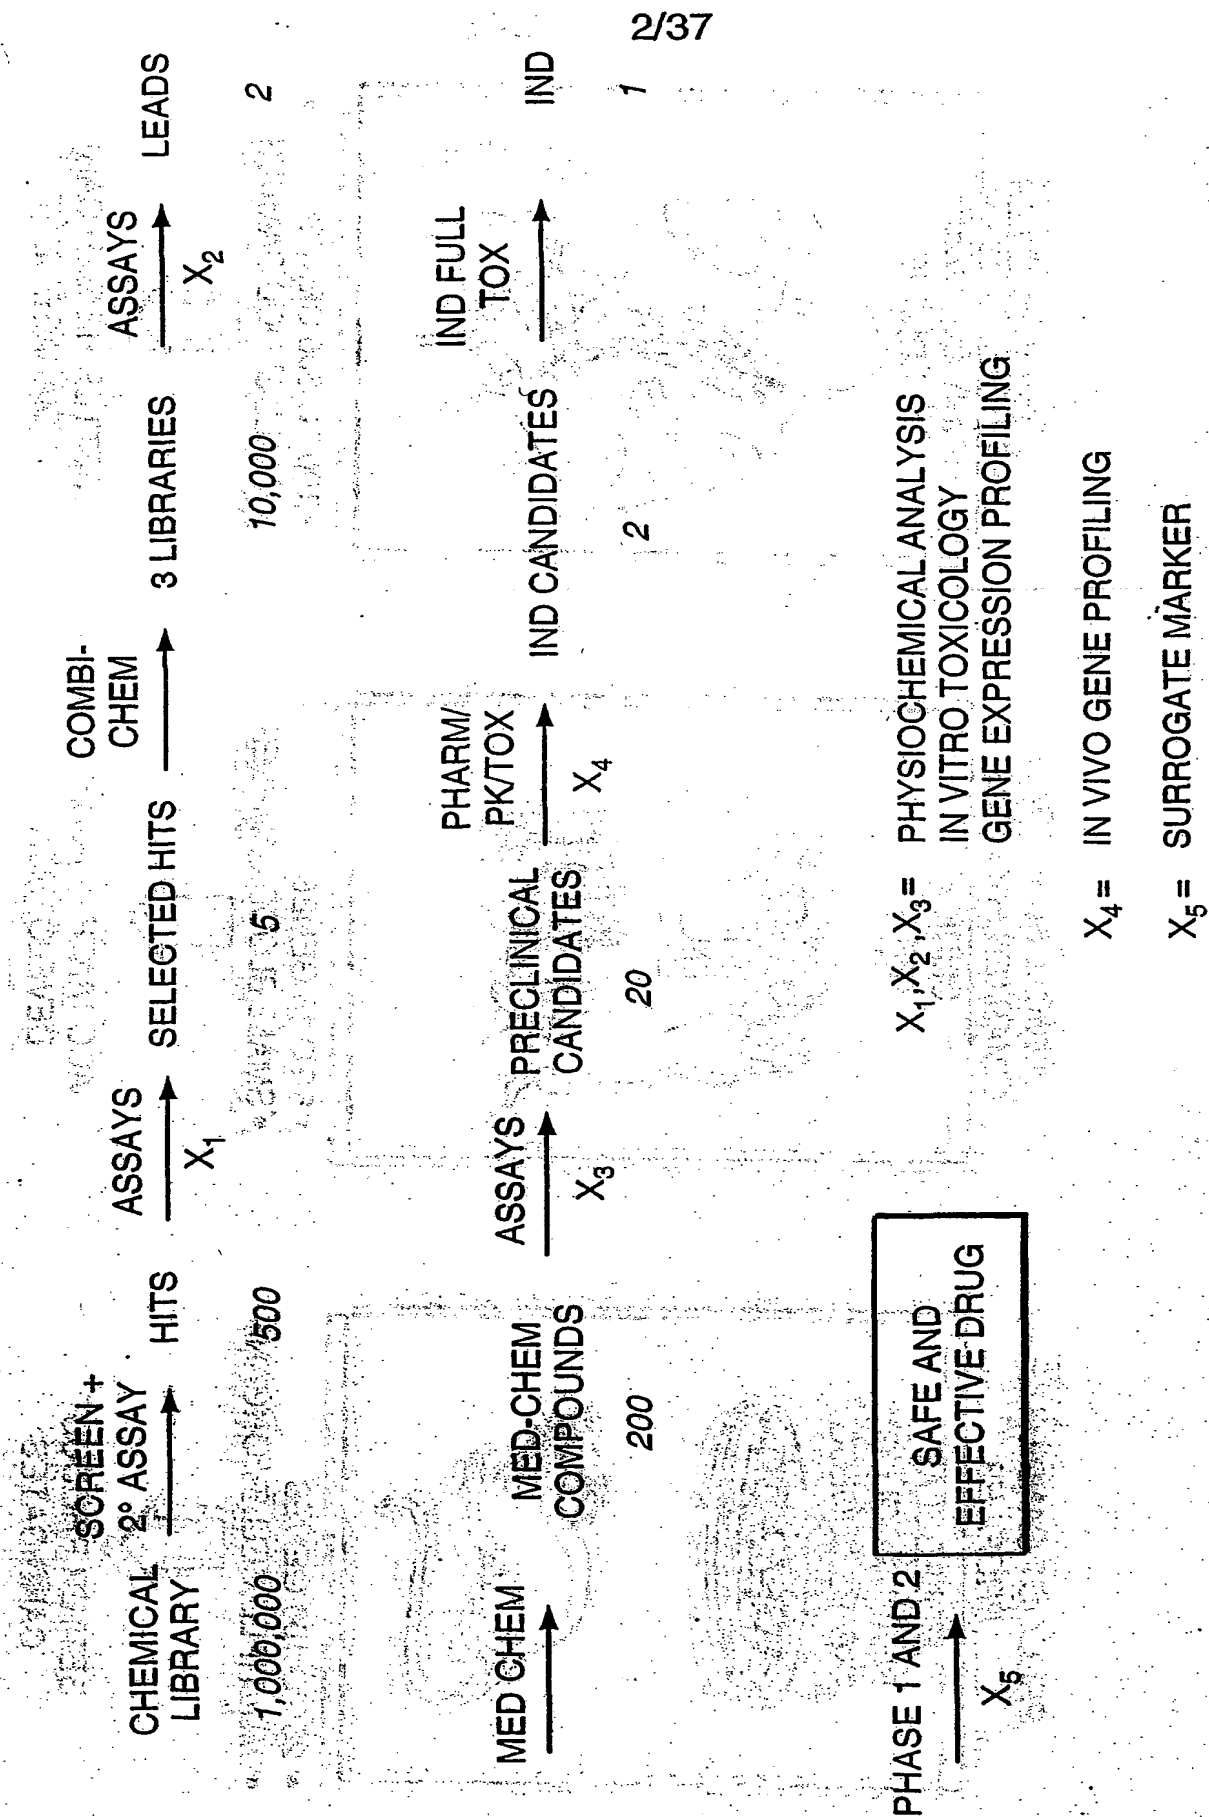 2/37
SCREEN +
2° ASSAY
CHEMICAL
LIBRARY
1,000,000
HITS
500
ASSAYS
X1
SELECTED HITS
5
COMBI-
CHEM
3 LIBRARIES
10,000
ASSAYS
X2
LEADS
2
MED CHEM
MED-CHEM
COMPOUNDS
200
ASSAYS
X3
PRECLINICAL
CANDIDATES
20
PHARM/
PK/TOX
X4
IND CANDIDATES
2
IND FULL
TOX
IND
1
PHASE 1 AND 2
X5
SAFE AND
EFFECTIVE DRUG
X1,X2,X3= PHYSIOCHEMICAL ANALYSIS
IN VITRO TOXICOLOGY
GENE EXPRESSION PROFILING
X4= IN VIVO GENE PROFILING
X5= SURROGATE MARKER